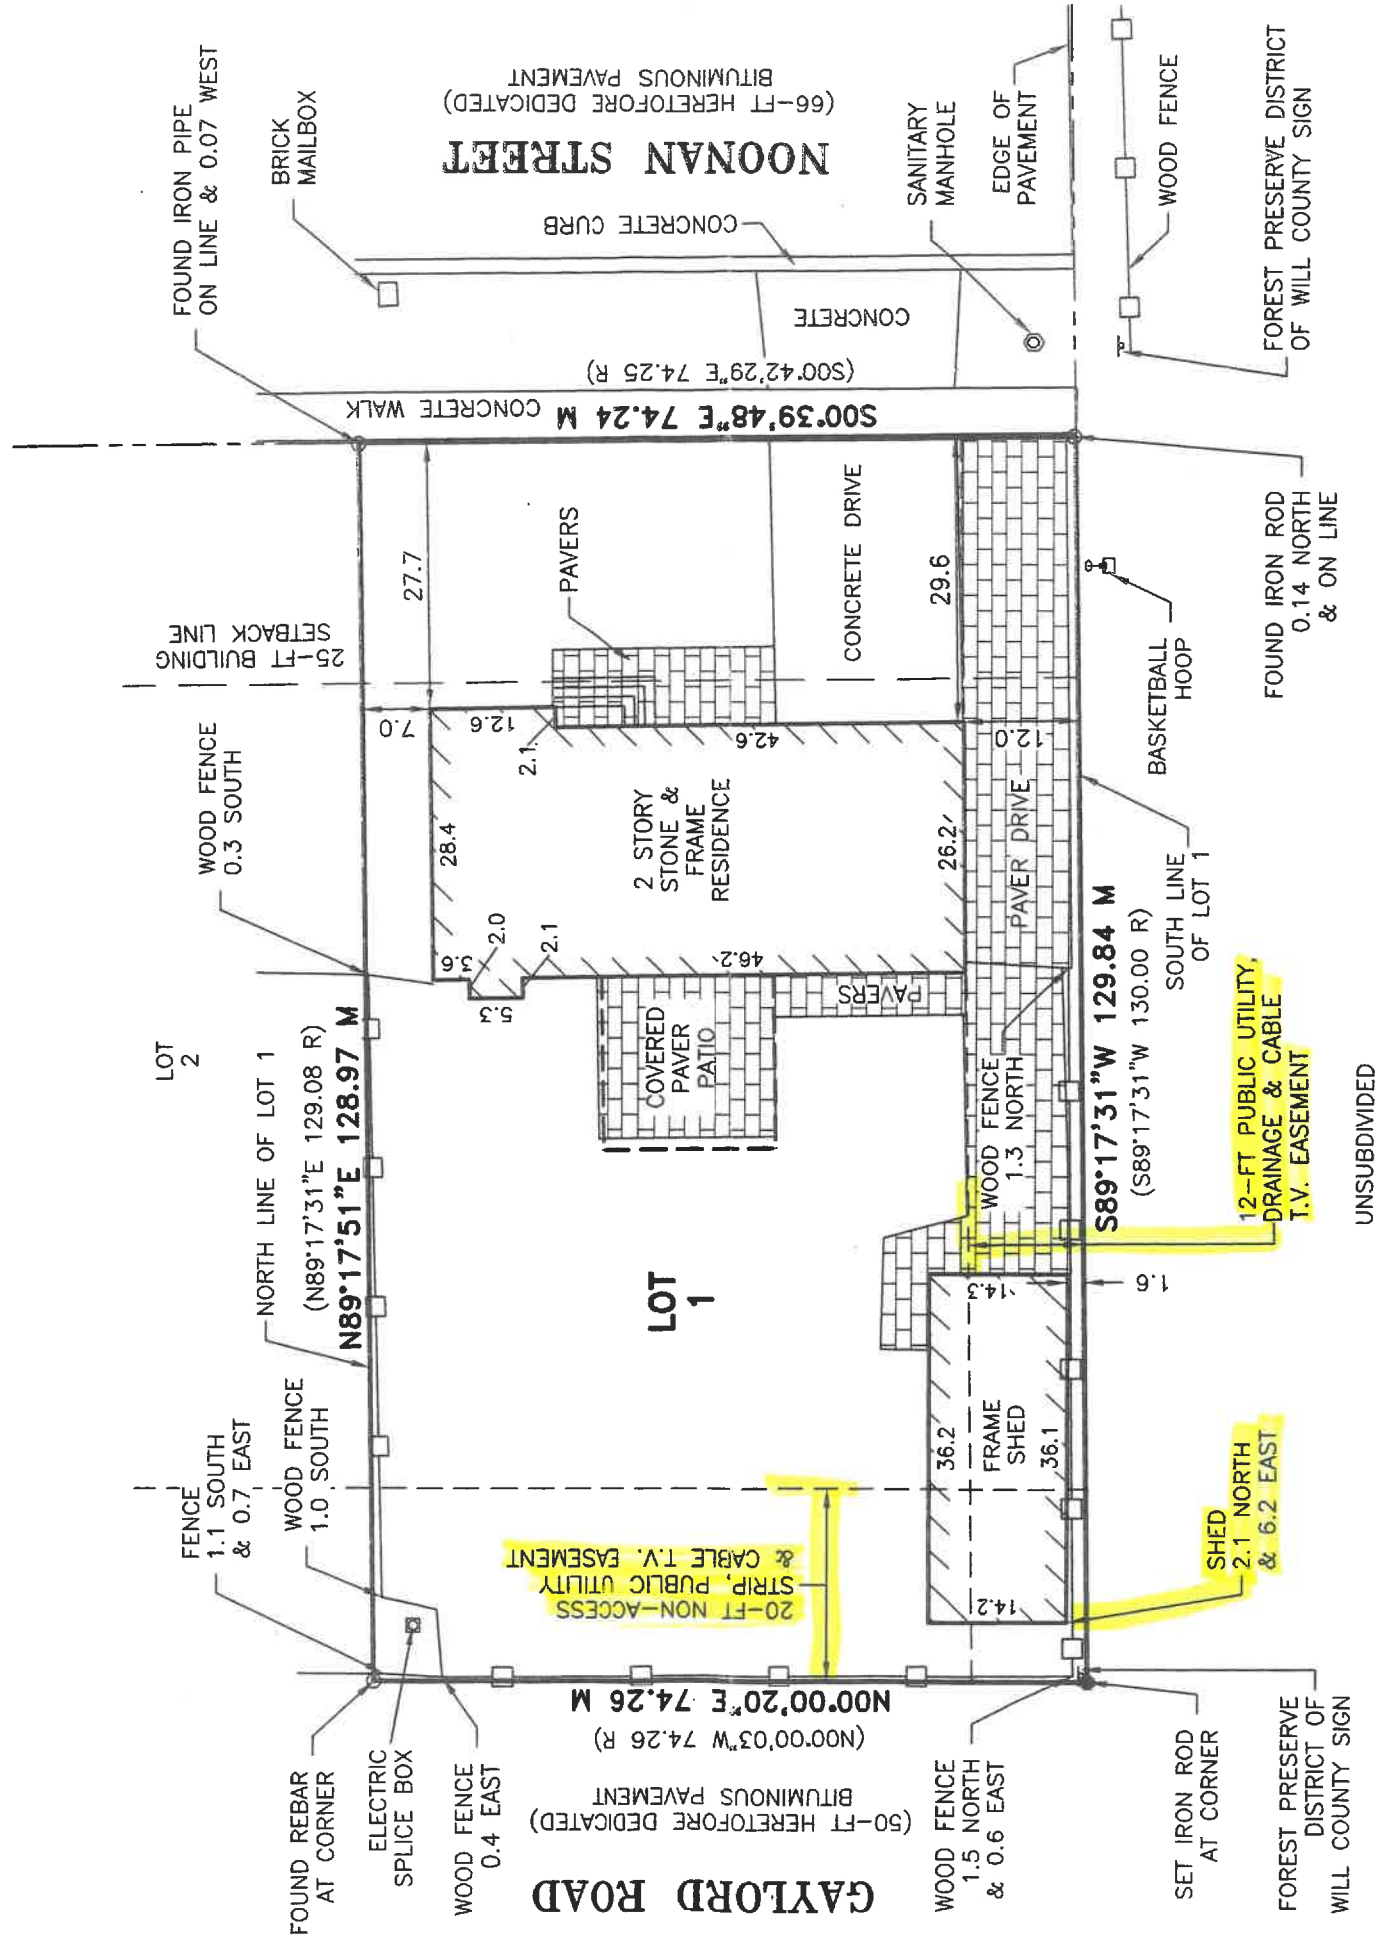 FOUND IRON PIPE
ON LINE & 0.07 WEST
BRICK
MAILBOX
NOONAN STREET
(66-FT HERETOFORE DEDICATED)
BITUMINOUS PAVEMENT
CONCRETE CURB
SANITARY
MANHOLE
EDGE OF
PAVEMENT
WOOD FENCE
FOREST PRESERVE DISTRICT
OF WILL COUNTY SIGN
CONCRETE
CONCRETE WALK
(S00°42'29"E 74.25 R)
S00°39'48"E 74.24 M
25-FT BUILDING
SETBACK LINE
27.7
PAVERS
CONCRETE DRIVE
29.6
FOUND IRON ROD
0.14 NORTH
& ON LINE
BASKETBALL
HOOP
WOOD FENCE
0.3 SOUTH
7.0
12.6
2.1
42.6
12.0
28.4
2 STORY
STONE &
FRAME
RESIDENCE
26.2
PAVER DRIVE
SOUTH LINE
OF LOT 1
3.6
2.0
5.3
2.1
46.2
PAVERS
COVERED
PAVER
PATIO
WOOD FENCE
1.3 NORTH
LOT
2
NORTH LINE OF LOT 1
(N89°17'31"E 129.08 R)
N89°17'51"E 128.97 M
S89°17'31"W 129.84 M
(S89°17'31"W 130.00 R)
12-FT PUBLIC UTILITY,
DRAINAGE & CABLE
T.V. EASEMENT
UNSUBDIVIDED
LOT
1
14.3
1.6
36.2
FRAME
SHED
36.1
14.2
SHED
2.1 NORTH
& 6.2 EAST
FENCE
1.1 SOUTH
& 0.7 EAST
WOOD FENCE
1.0 SOUTH
20-FT NON-ACCESS
STRIP, PUBLIC UTILITY
& CABLE T.V. EASEMENT
N00°00'20"E 74.26 M
(N00°00'03"W 74.26 R)
FOUND REBAR
AT CORNER
ELECTRIC
SPLICE BOX
WOOD FENCE
0.4 EAST
GAYLORD ROAD
(50-FT HERETOFORE DEDICATED)
BITUMINOUS PAVEMENT
WOOD FENCE
1.5 NORTH
& 0.6 EAST
SET IRON ROD
AT CORNER
FOREST PRESERVE
DISTRICT OF
WILL COUNTY SIGN